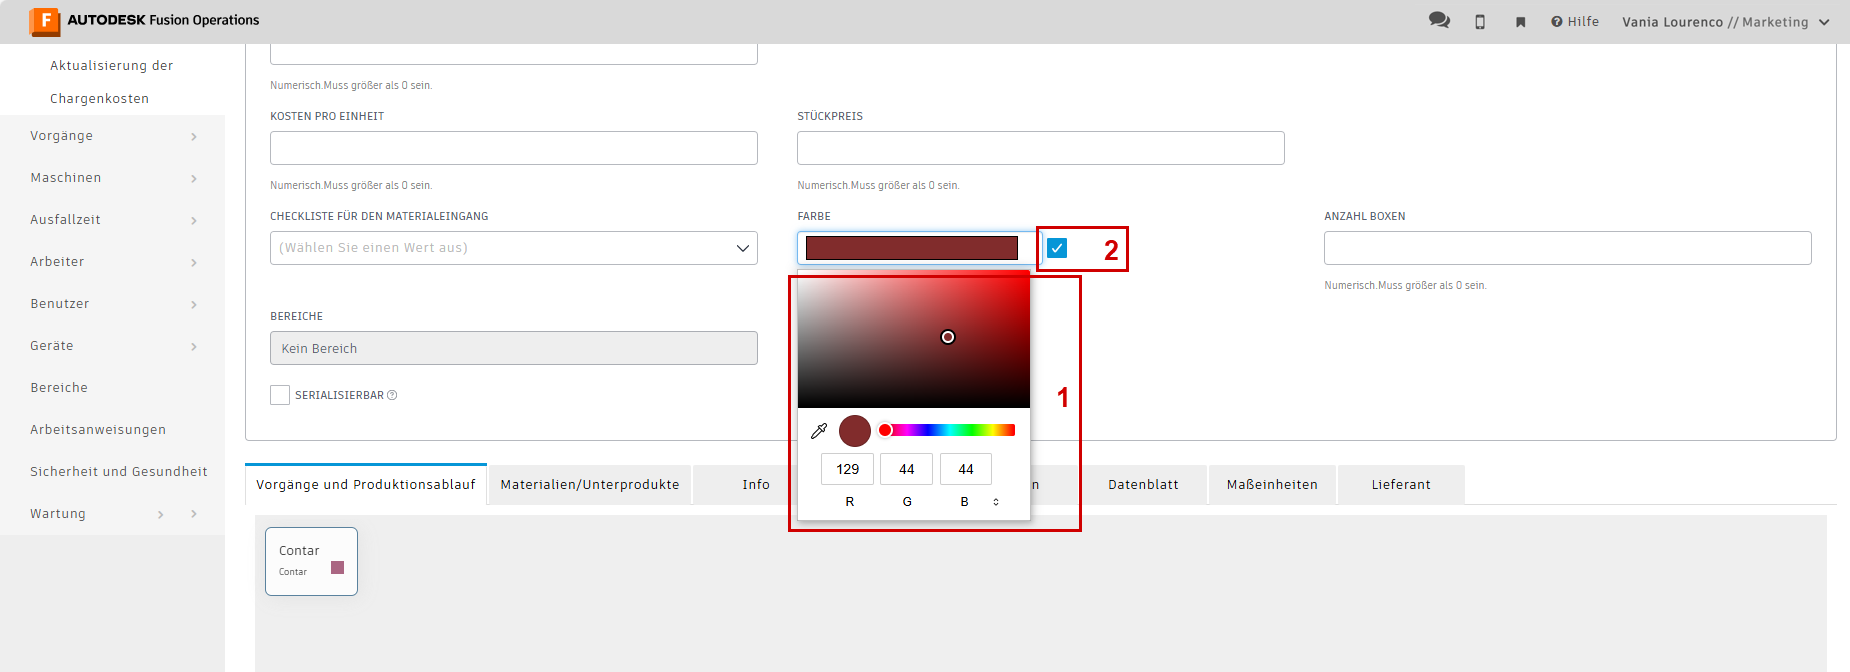 F AUTODESK Fusion Operations
Hilfe
Vania Lourenco // Marketing
Aktualisierung der
Chargenkosten
Vorgänge
Maschinen
Ausfallzeit
Arbeiter
Benutzer
Geräte
Bereiche
Arbeitsanweisungen
Sicherheit und Gesundheit
Wartung
Numerisch.Muss größer als 0 sein.
KOSTEN PRO EINHEIT
STÜCKPREIS
Numerisch.Muss größer als 0 sein.
Numerisch.Muss größer als 0 sein.
CHECKLISTE FÜR DEN MATERIALEINGANG
FARBE
ANZAHL BOXEN
(Wählen Sie einen Wert aus)
2
Numerisch.Muss größer als 0 sein.
BEREICHE
Kein Bereich
SERIALISIERBAR
1
129 44 44
R G B
Vorgänge und Produktionsablauf
Materialien/Unterprodukte
Info
n
Datenblatt
Maßeinheiten
Lieferant
Contar
Contar